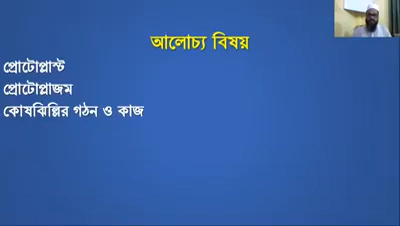 আলোচ্য বিষয়
প্রোটোপ্লাস্ট
প্রোটোপ্লাজম
কোষঝিল্লির গঠন ও কাজ